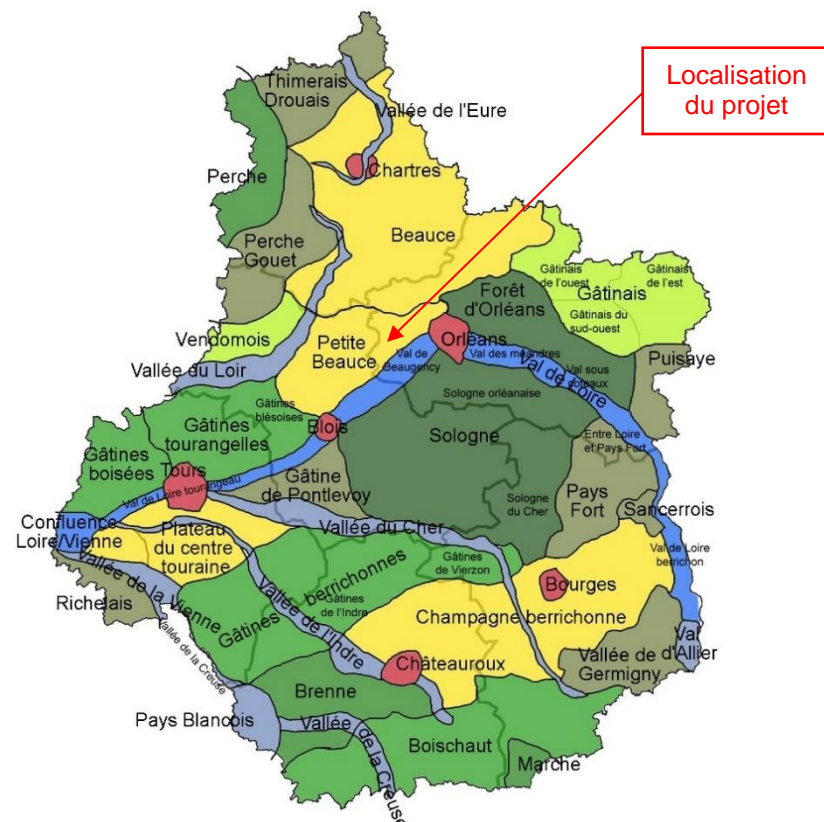 Localisation
du projet
Thimerais
Drouais
Vallée de l'Eure
Chartres
Perche
Beauce
Perche
Gouet
Gâtinais
de l'ouest
Gâtinais
de l'est
Gâtinais
Gâtinais du
sud-ouest
Forêt
d'Orléans
Vendomois
Petite
Beauce
Orléans
Val de
Beaugency
Val des méandres
Val sous
coteaux
Puisaye
Vallée du Loir
Val de Loire
Sologne orléanaise
Gâtines
blésoises
Gâtines
tourangelles
Blois
Sologne
Entre Loire
et Pays Fort
Gâtines
boisées
Tours
Val de Loire tourangeau
Gâtine
de Pontlevoy
Pays
Fort
Sancerrois
Sologne
du Cher
Confluence
Loire/Vienne
Plateau
du centre
touraine
Vallée du Cher
Val de Loire
berrichon
Gâtines
de Vierzon
Bourges
Richelais
Vallée de la Vienne
Gâtines berrichonnes
Gâtines
de l'Indre
Vallée de l'Indre
Champagne berrichonne
Val
d'Allier
Vallée de
Germigny
Vallée de la Creuse
Châteauroux
Brenne
Pays Blancois
Vallée de la Creuse
Boischaut
Marche